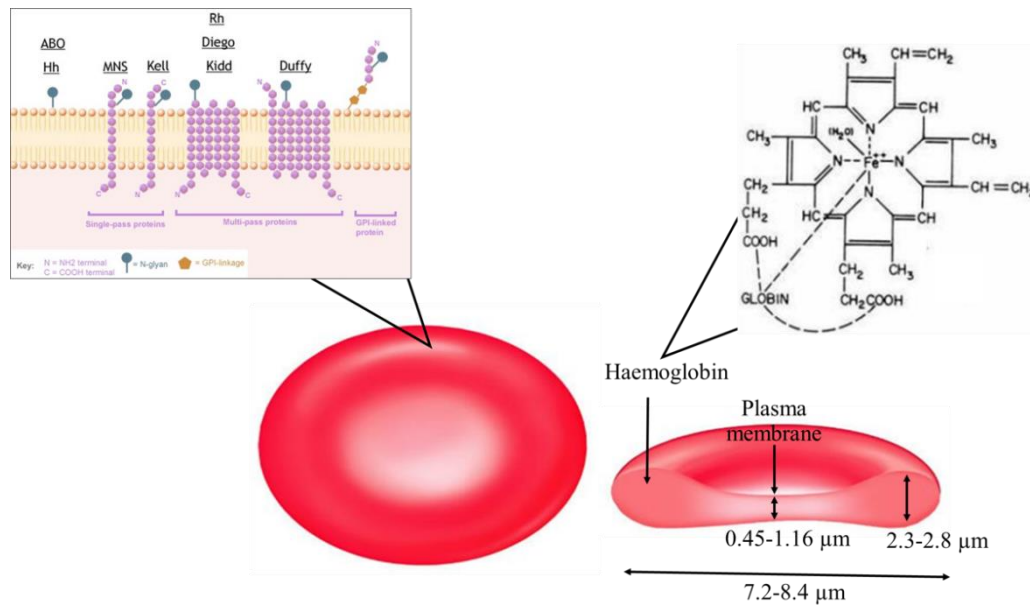 Rh
ABO
Diego
Hh
MNS
Kell
Kidd
Duffy
N
C
N
N
C
N
N
C
C
Single-pass proteins
Multi-pass proteins
GPI-linked
protein
Key:
N = NH2 terminal
C = COOH terminal
= N-glyan
= GPI-linkage
CH=CH₂
CH₃
HC
CH
N
(H₂O)
CH₃
CH₃
N
Fe⁺⁺
N
N
CH₂
CH=CH₂
CH₂
HC
CH
COOH
CH₂
CH₃
GLOBIN
CH₂COOH
Haemoglobin
Plasma
membrane
0.45-1.16 µm
2.3-2.8 µm
7.2-8.4 µm